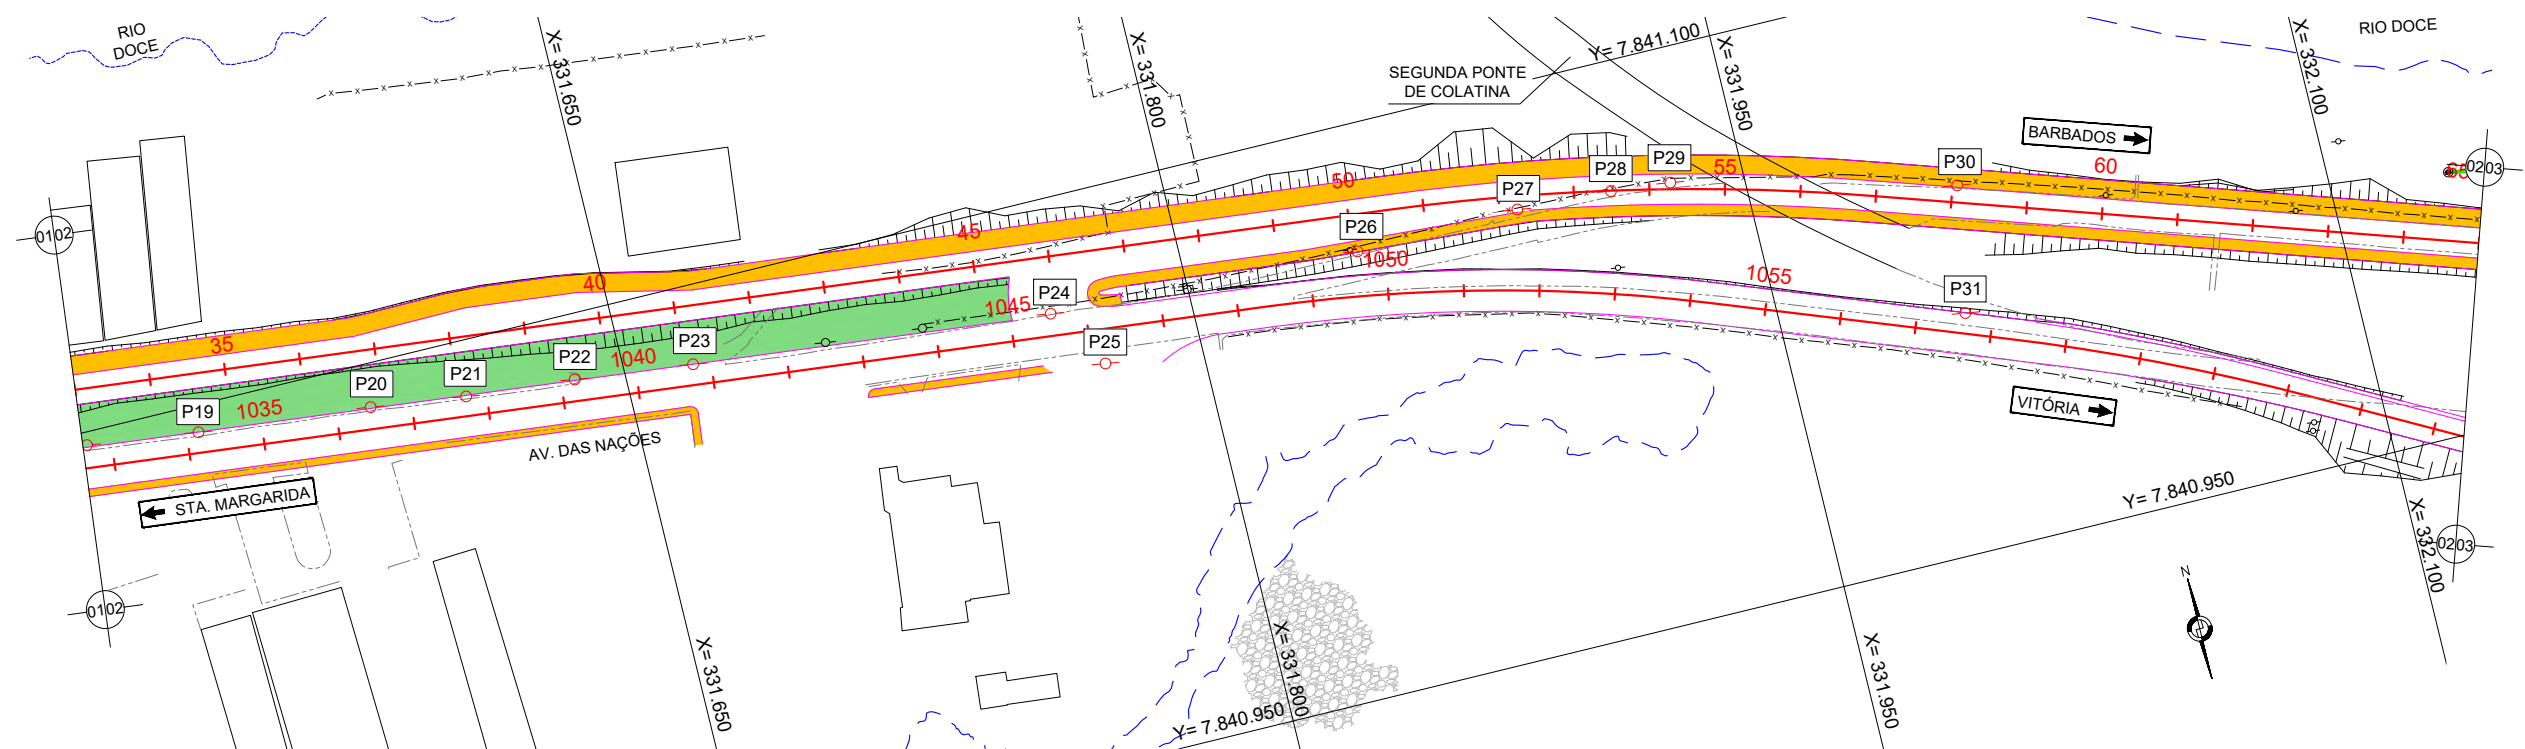 RIO
DOCE
X= 331.650
X= 331.800
SEGUNDA PONTE
DE COLATINA
Y= 7.841.100
X= 331.950
X= 332.100
RIO DOCE
BARBADOS
0102
0203
35
40
45
50
55
60
65
P19
P20
P21
P22
P23
P24
P25
P26
P27
P28
P29
P30
P31
1035
1040
1045
1050
1055
AV. DAS NAÇÕES
STA. MARGARIDA
VITÓRIA
0102
0203
X= 331.650
X= 331.800
Y= 7.840.950
X= 331.950
Y= 7.840.950
X= 332.100
N